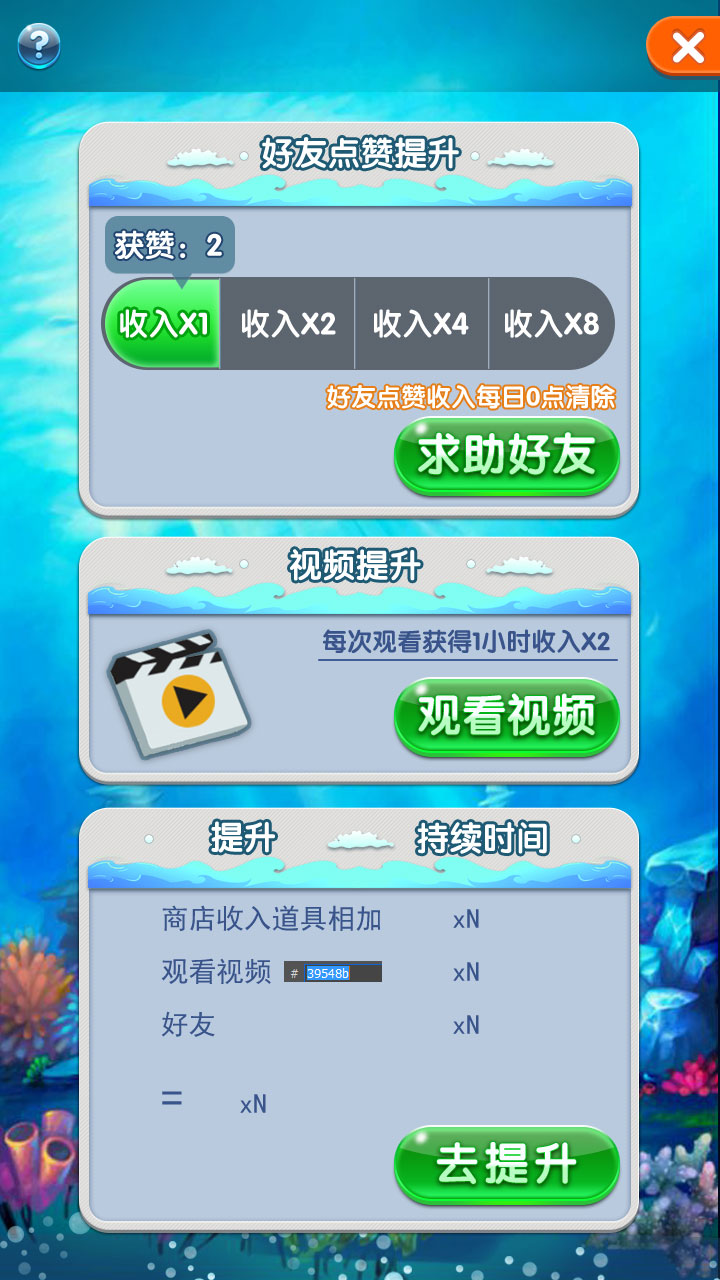 ?
好友点赞提升
获赞：2
收入X1 收入X2 收入X4 收入X8
好友点赞收入每日0点清除
求助好友
视频提升
每次观看获得1小时收入X2
观看视频
提升 持续时间
商店收入道具相加 xN
观看视频 # 39548b xN
好友 xN
= xN
去提升